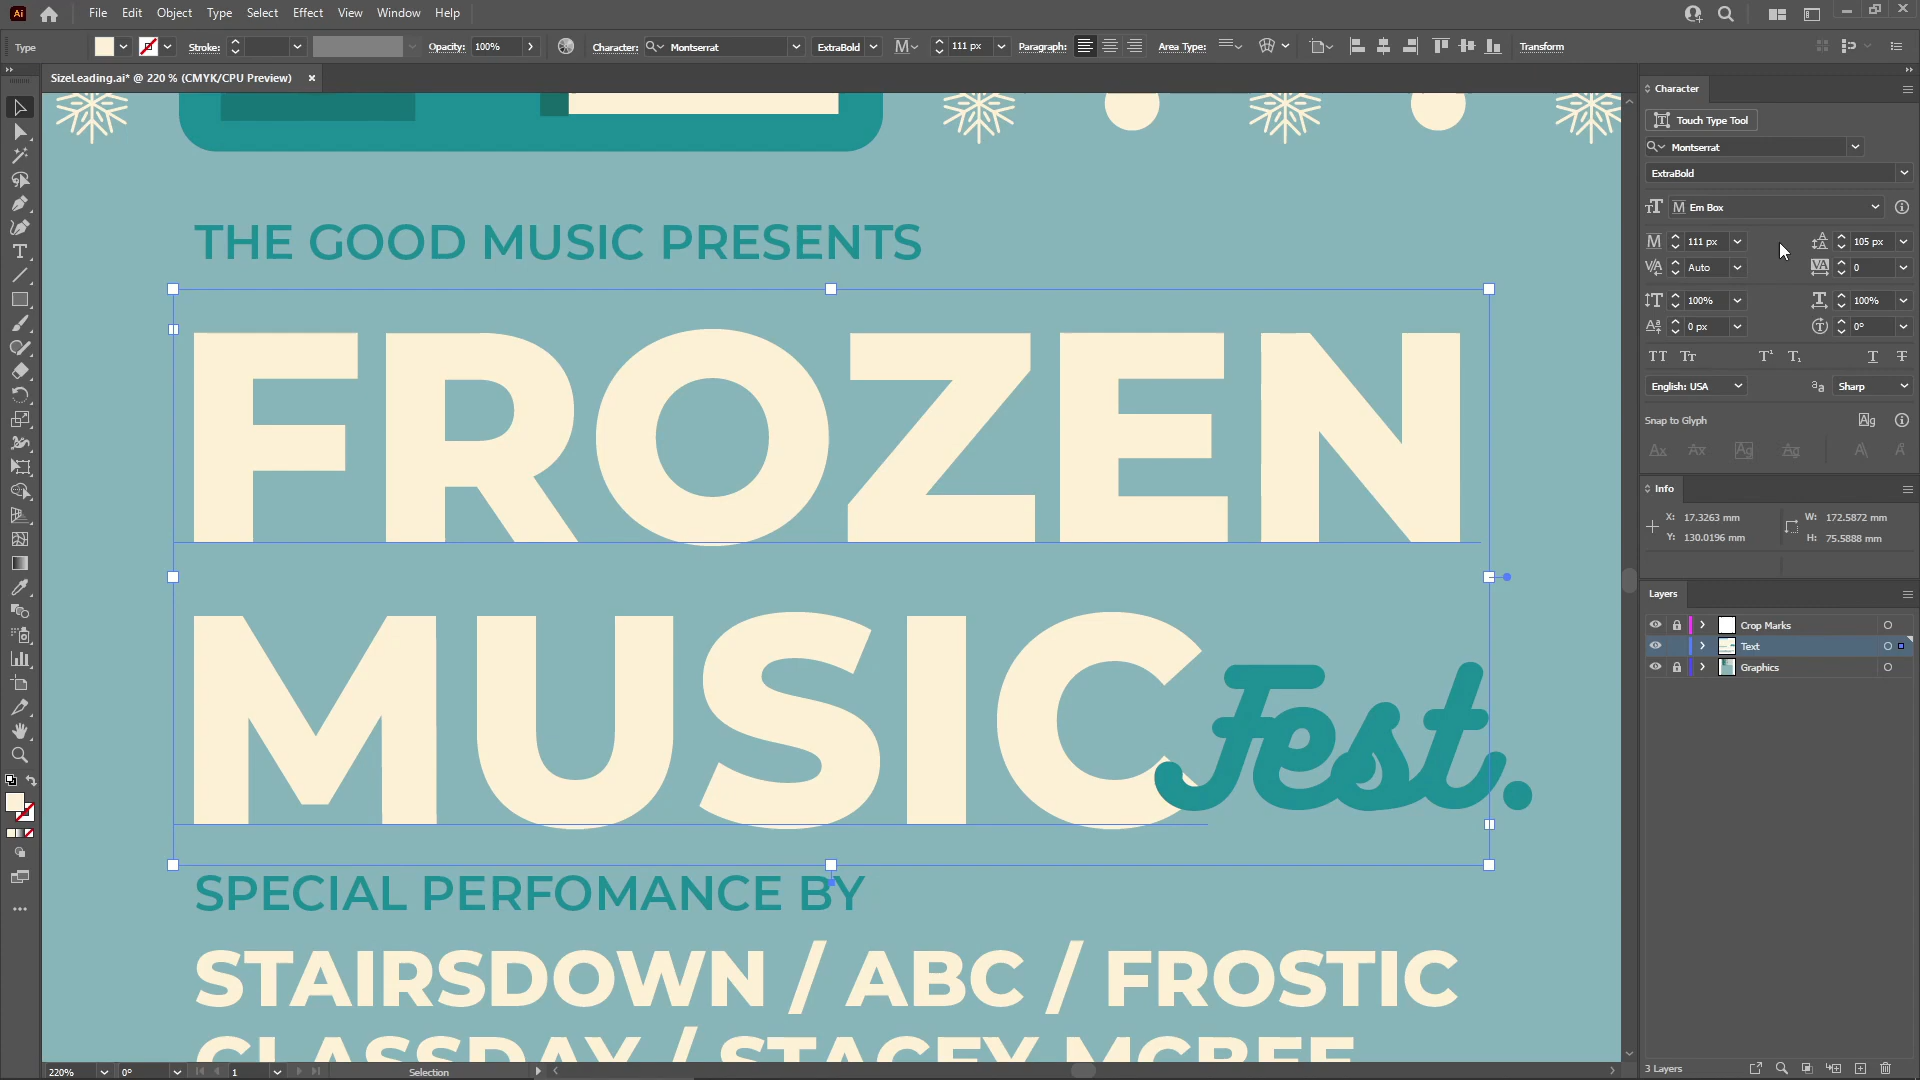 Ai File Edit Object Type Select Effect View Window Help
Type Stroke: Opacity: 100% Character: Montserrat ExtraBold 111 px Paragraph: Area Type: Transform
SizeLeading.ai* @ 220 % (CMYK/CPU Preview) ×
Character
Touch Type Tool
Montserrat
ExtraBold
Em Box
111 px 105 px
Auto 0
100% 100%
0 px 0°
English: USA Sharp
Snap to Glyph
Info
X: 17.3263 mm W: 172.5872 mm
Y: 130.0196 mm H: 75.5888 mm
Layers
Crop Marks
Text
Graphics
3 Layers
THE GOOD MUSIC PRESENTS
FROZEN
MUSIC Fest.
SPECIAL PERFOMANCE BY
STAIRSDOWN / ABC / FROSTIC
GLASSDAY / STACEY MCBEE
220% 0° 1 Selection